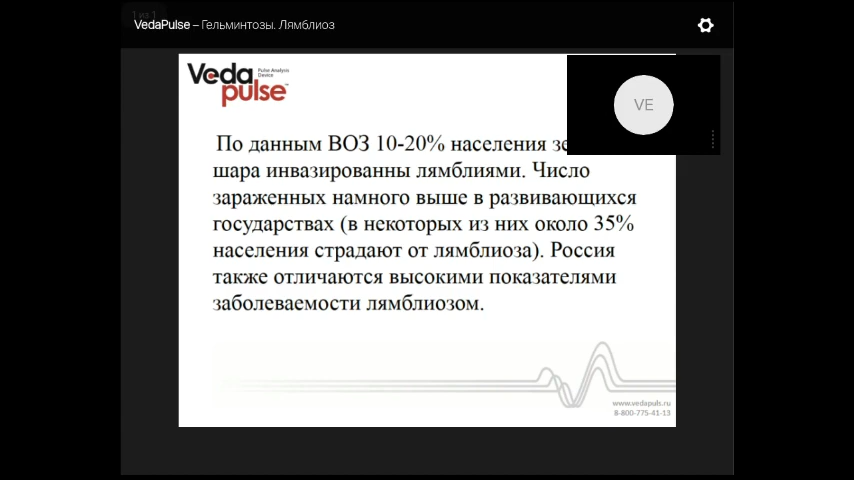 1 из 1
VedaPulse – Гельминтозы. Лямблиоз
Veda
Pulse Analysis
Device
pulse™
VE
По данным ВОЗ 10-20% населения
шара инвазированны лямблиями. Число
зараженных намного выше в развивающихся
государствах (в некоторых из них около 35%
населения страдают от лямблиоза). Россия
также отличаются высокими показателями
заболеваемости лямблиозом.
www.vedapuls.ru
8-800-775-41-13